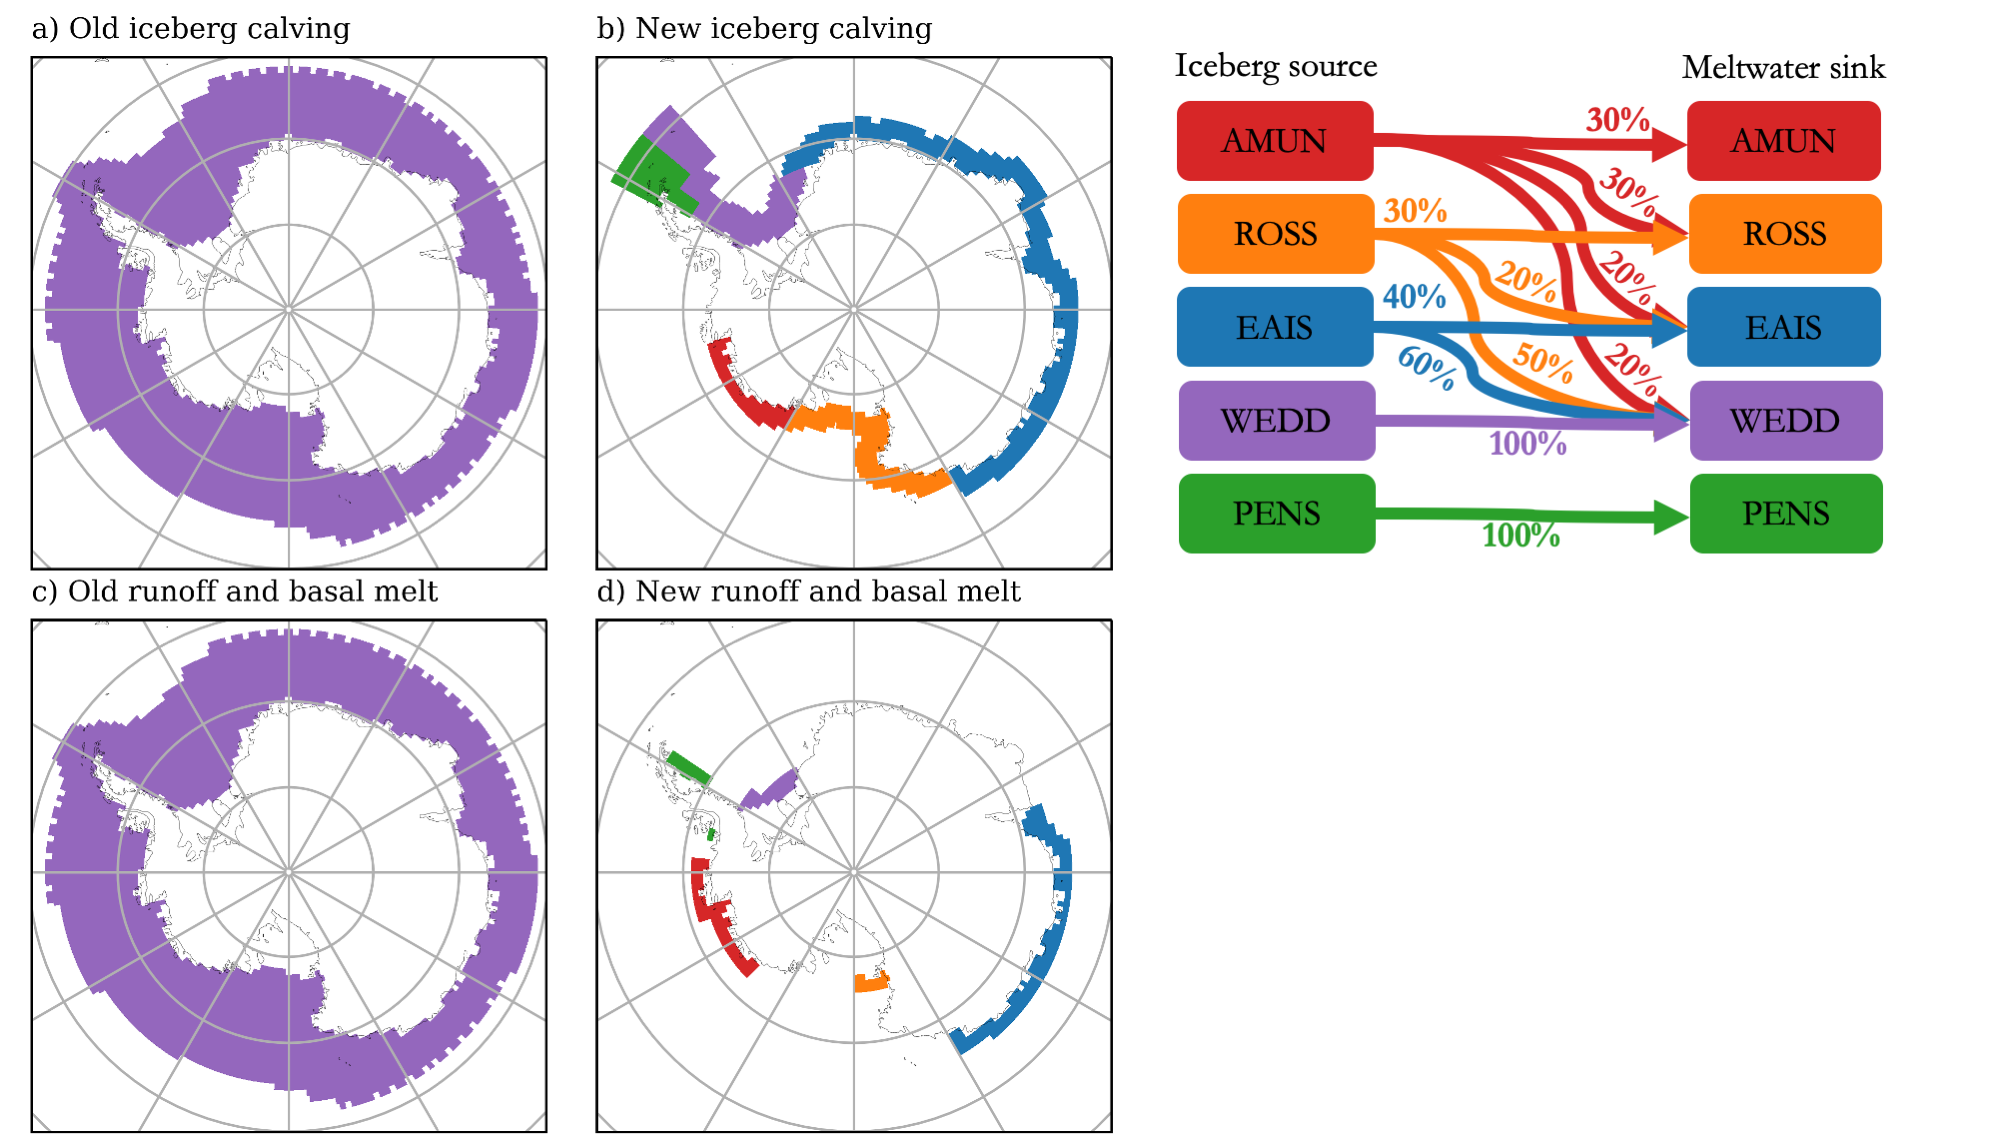 a) Old iceberg calving
b) New iceberg calving
Iceberg source
Meltwater sink
AMUN
30%
AMUN
30%
ROSS
30%
ROSS
20%
20%
EAIS
40%
EAIS
60%
50%
20%
WEDD
100%
WEDD
PENS
100%
PENS
c) Old runoff and basal melt
d) New runoff and basal melt